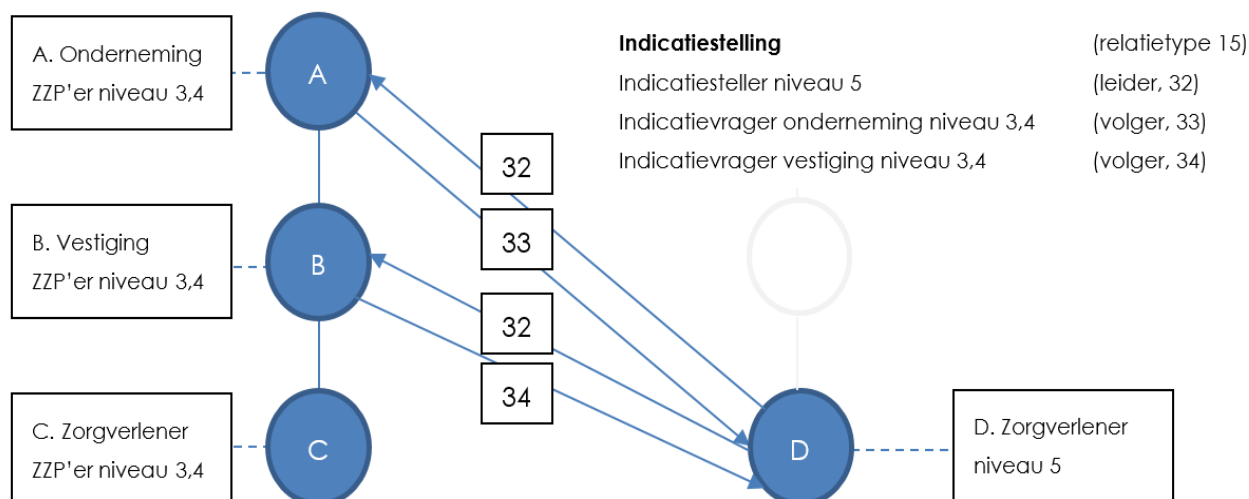 A. Onderneming
ZZP'er niveau 3,4
A
Indicatiestelling (relatietype 15)
Indicatiesteller niveau 5 (leider, 32)
Indicatievrager onderneming niveau 3,4 (volger, 33)
Indicatievrager vestiging niveau 3,4 (volger, 34)
32
33
B. Vestiging
ZZP'er niveau 3,4
B
32
34
C. Zorgverlener
ZZP'er niveau 3,4
C
D
D. Zorgverlener
niveau 5